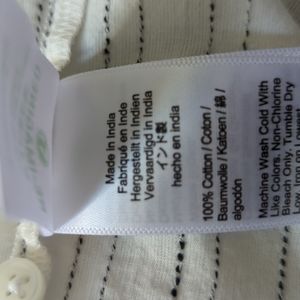 Made in India
Fabriqué en Inde
Hergestellt in Indien
Vervaardigd in India
インド製
hecho en india
100% Cotton / Coton /
Baumwolle / Katoen / 綿 /
algodón
Machine Wash Cold With
Like Colors, Non-Chlorine
Bleach Only, Tumble Dry
Low